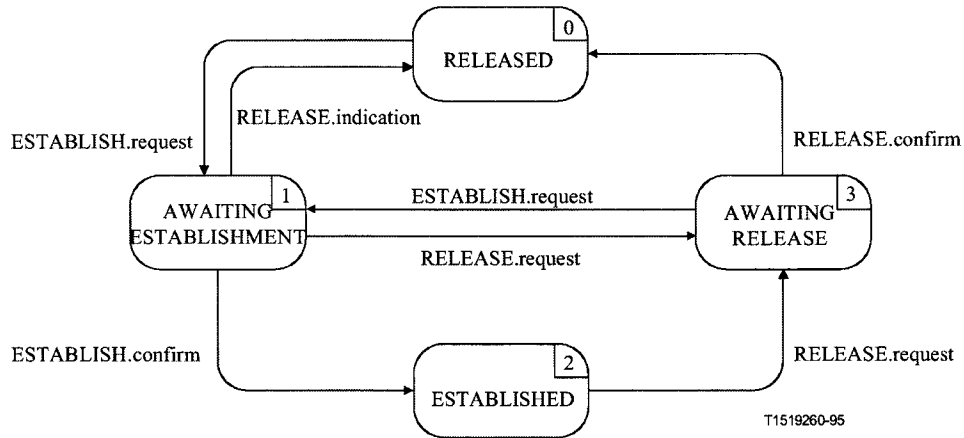 0
RELEASED
RELEASE.indication
ESTABLISH.request
RELEASE.confirm
1
AWAITING
ESTABLISHMENT
ESTABLISH.request
3
AWAITING
RELEASE
RELEASE.request
ESTABLISH.confirm
2
ESTABLISHED
RELEASE.request
T1519260-95